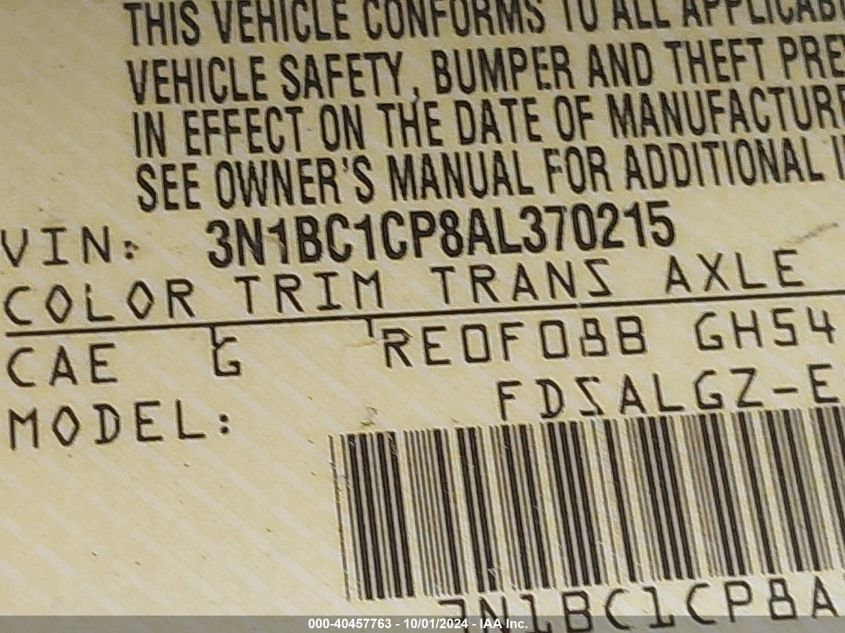 THIS VEHICLE CONFORMS TO ALL APPLICAB
VEHICLE SAFETY, BUMPER AND THEFT PRE
IN EFFECT ON THE DATE OF MANUFACTURE
SEE OWNER'S MANUAL FOR ADDITIONAL I
VIN: 3N1BC1CP8AL370215
COLOR TRIM TRANS AXLE
CAE G RE0F08B GH54
MODEL: FDSALGZ-E
3N1BC1CP8A
000-40457763 - 10/01/2024 - IAA Inc.